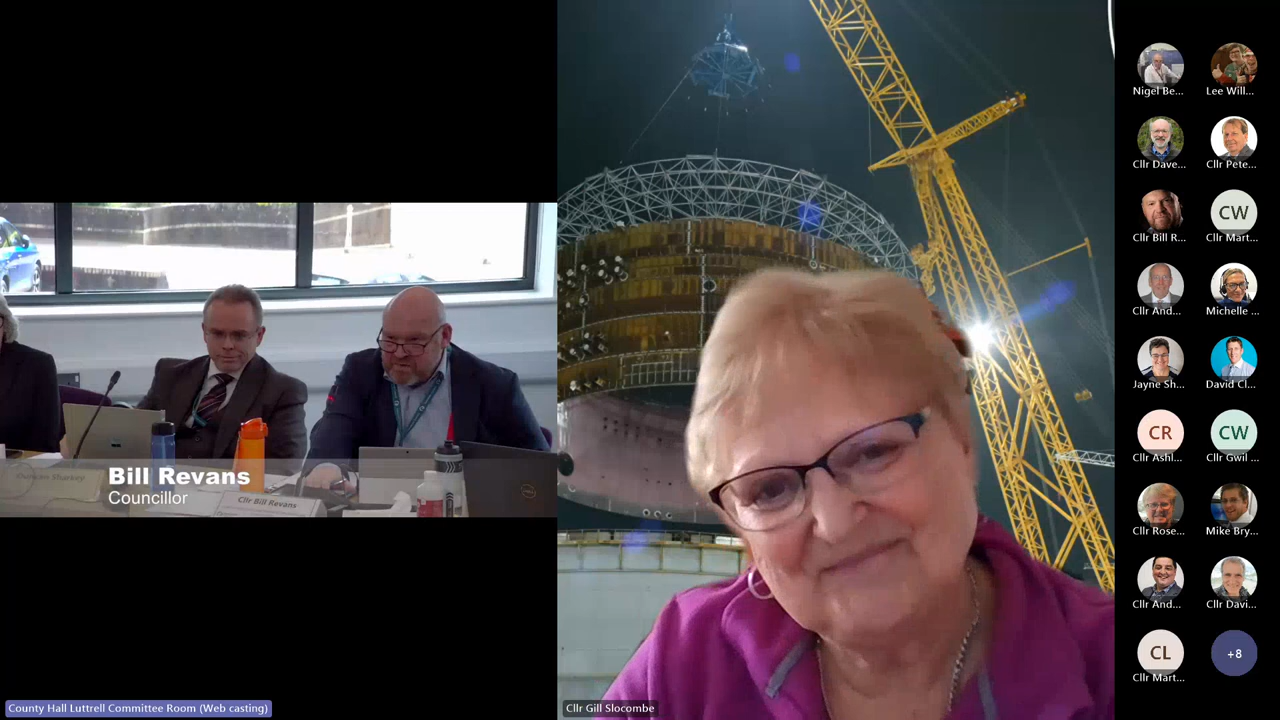 Bill Revans
Councillor
Cllr Bill Revans
County Hall Luttrell Committee Room (Web casting)
Cllr Gill Slocombe
Nigel Be...
Lee Will...
Cllr Dave...
Cllr Pete...
Cllr Bill R...
CW
Cllr Mart...
Cllr And...
Michelle ...
Jayne Sh...
David Cl...
CR
CW
Cllr Ashl...
Cllr Gwil ...
Cllr Rose...
Mike Bry...
Cllr And...
Cllr Davi...
CL
+8
Cllr Mart...